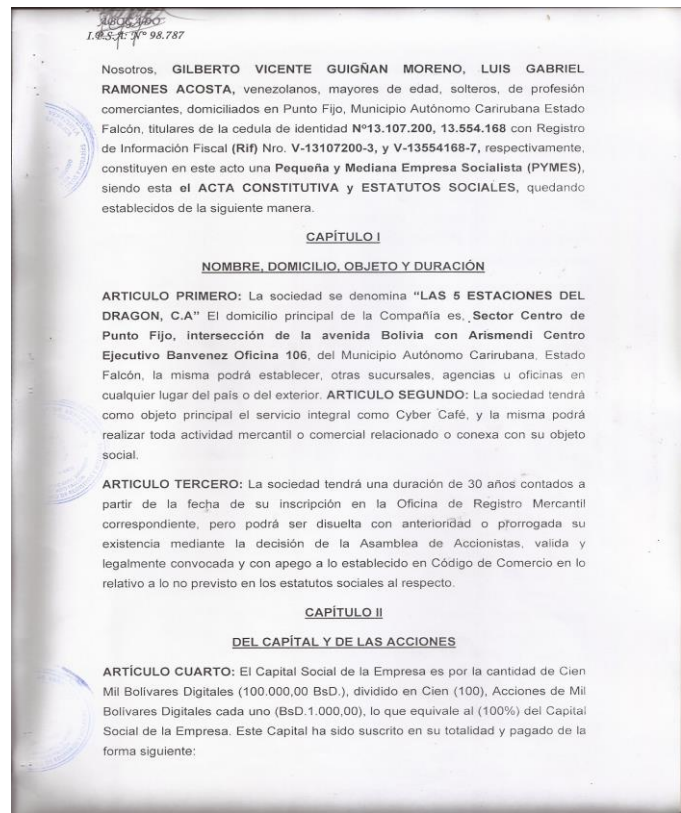 ABOGADO
I.P.S.A. Nº 98.787
Nosotros, GILBERTO VICENTE GUIGÑAN MORENO, LUIS GABRIEL
RAMONES ACOSTA, venezolanos, mayores de edad, solteros, de profesión
comerciantes, domiciliados en Punto Fijo, Municipio Autónomo Carirubana Estado
Falcón, titulares de la cedula de identidad Nº13.107.200, 13.554.168 con Registro
de Información Fiscal (Rif) Nro. V-13107200-3, y V-13554168-7, respectivamente,
constituyen en este acto una Pequeña y Mediana Empresa Socialista (PYMES),
siendo esta el ACTA CONSTITUTIVA y ESTATUTOS SOCIALES, quedando
establecidos de la siguiente manera.
CAPÍTULO I
NOMBRE, DOMICILIO, OBJETO Y DURACIÓN
ARTICULO PRIMERO: La sociedad se denomina “LAS 5 ESTACIONES DEL
DRAGON, C.A” El domicilio principal de la Compañía es, Sector Centro de
Punto Fijo, intersección de la avenida Bolivia con Arismendi Centro
Ejecutivo Banvenez Oficina 106, del Municipio Autónomo Carirubana, Estado
Falcón, la misma podrá establecer, otras sucursales, agencias u oficinas en
cualquier lugar del país o del exterior. ARTICULO SEGUNDO: La sociedad tendrá
como objeto principal el servicio integral como Cyber Café, y la misma podrá
realizar toda actividad mercantil o comercial relacionado o conexa con su objeto
social.
ARTICULO TERCERO: La sociedad tendrá una duración de 30 años contados a
partir de la fecha de su inscripción en la Oficina de Registro Mercantil
correspondiente, pero podrá ser disuelta con anterioridad o prorrogada su
existencia mediante la decisión de la Asamblea de Accionistas, valida y
legalmente convocada y con apego a lo establecido en Código de Comercio en lo
relativo a lo no previsto en los estatutos sociales al respecto.
CAPÍTULO II
DEL CAPÍTAL Y DE LAS ACCIONES
ARTÍCULO CUARTO: El Capital Social de la Empresa es por la cantidad de Cien
Mil Bolívares Digitales (100.000,00 BsD.), dividido en Cien (100), Acciones de Mil
Bolívares Digitales cada uno (BsD.1.000,00), lo que equivale al (100%) del Capital
Social de la Empresa. Este Capital ha sido suscrito en su totalidad y pagado de la
forma siguiente: